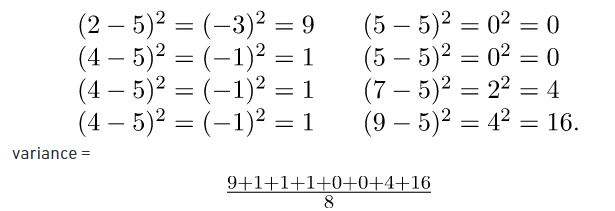 (2 − 5)² = (−3)² = 9 (5 − 5)² = 0² = 0
(4 − 5)² = (−1)² = 1 (5 − 5)² = 0² = 0
(4 − 5)² = (−1)² = 1 (7 − 5)² = 2² = 4
(4 − 5)² = (−1)² = 1 (9 − 5)² = 4² = 16.
variance =
9+1+1+1+0+0+4+16
8